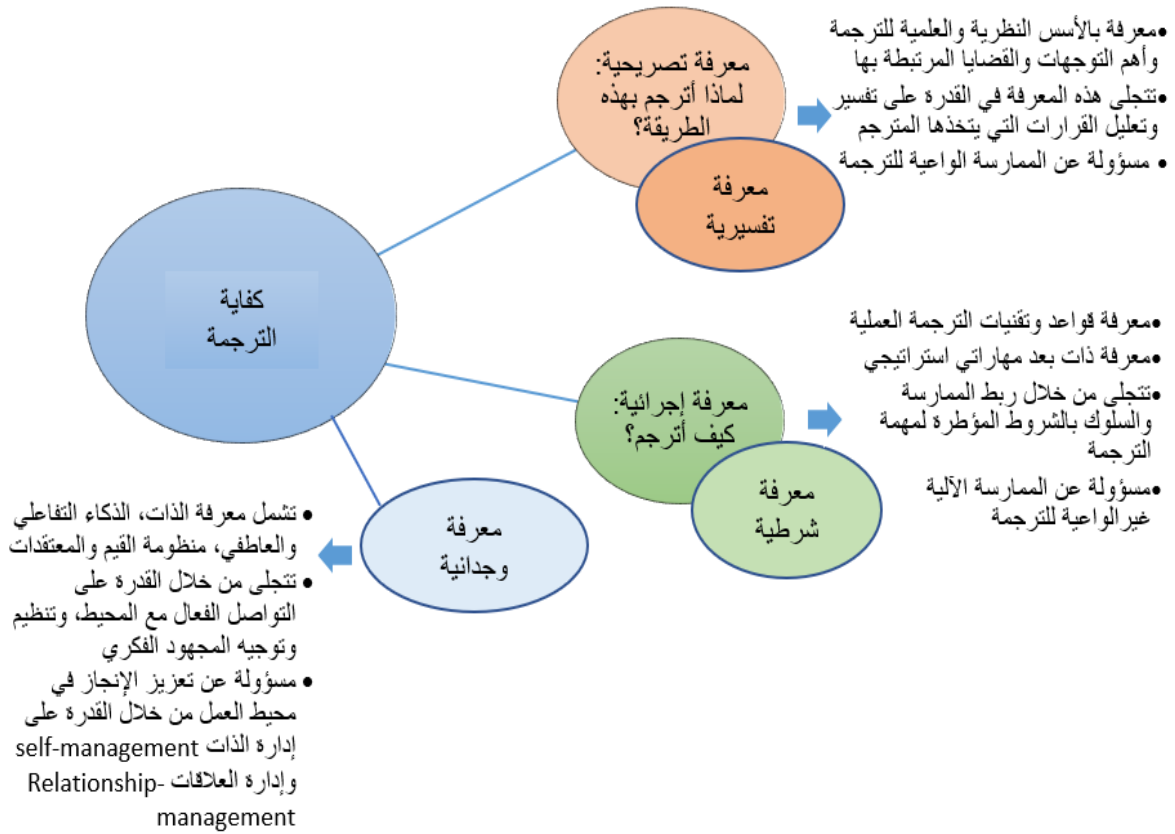 معرفة تصريحية:
لماذا أترجم بهذه
الطريقة؟
معرفة
تفسيرية
•معرفة بالأسس النظرية والعلمية للترجمة
وأهم التوجهات والقضايا المرتبطة بها
•تتجلى هذه المعرفة في القدرة على تفسير
وتعليل القرارات التي يتخذها المترجم
• مسؤولة عن الممارسة الواعية للترجمة
كفاية
الترجمة
معرفة إجرائية:
كيف أترجم؟
معرفة
شرطية
•معرفة قواعد وتقنيات الترجمة العملية
•معرفة ذات بعد مهاراتي استراتيجي
•تتجلى من خلال ربط الممارسة
والسلوك بالشروط المؤطرة لمهمة
الترجمة
•مسؤولة عن الممارسة الآلية
غيرالواعية للترجمة
معرفة
وجدانية
• تشمل معرفة الذات، الذكاء التفاعلي
والعاطفي، منظومة القيم والمعتقدات
• تتجلى من خلال القدرة على
التواصل الفعال مع المحيط، وتنظيم
وتوجيه المجهود الفكري
• مسؤولة عن تعزيز الإنجاز في
محيط العمل من خلال القدرة على
إدارة الذات self-management
وإدارة العلاقات Relationship-
management